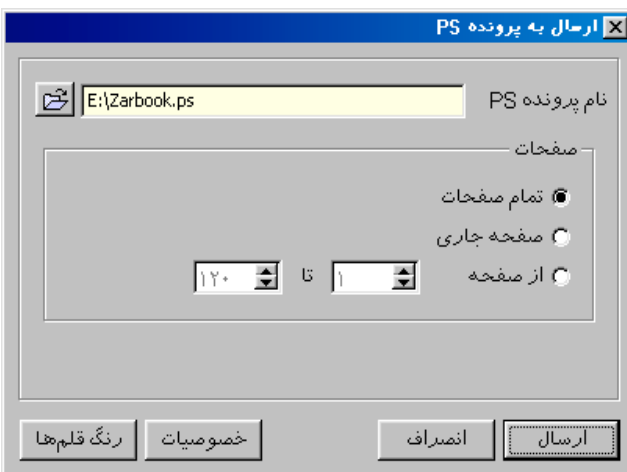 ارسال به پرونده PS
نام پرونده PS E:\Zarbook.ps
صفحات
تمام صفحات
صفحه جاری
از صفحه ۱ تا ۱۲۰
ارسال انصراف خصوصیات رنگ قلم‌ها